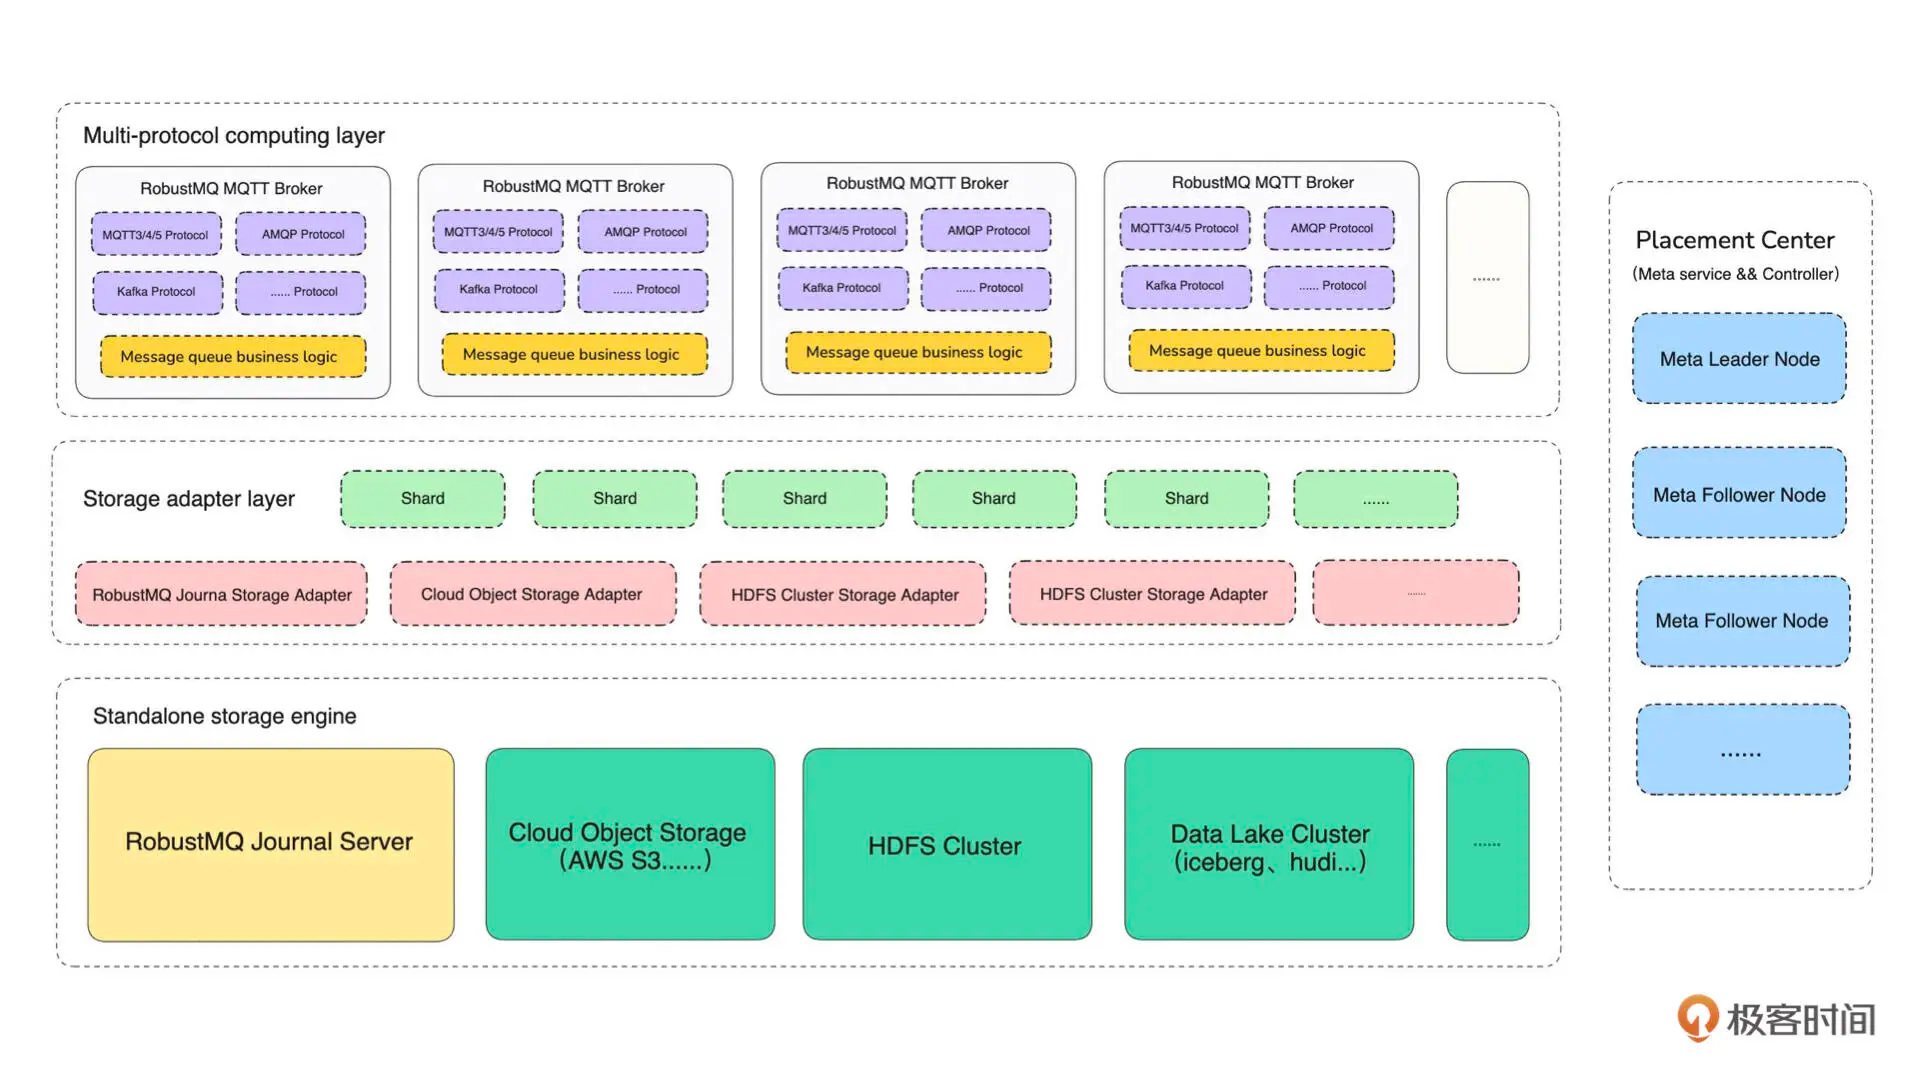 Multi-protocol computing layer
RobustMQ MQTT Broker
MQTT3/4/5 Protocol
AMQP Protocol
Kafka Protocol
...... Protocol
Message queue business logic
RobustMQ MQTT Broker
MQTT3/4/5 Protocol
AMQP Protocol
Kafka Protocol
...... Protocol
Message queue business logic
RobustMQ MQTT Broker
MQTT3/4/5 Protocol
AMQP Protocol
Kafka Protocol
...... Protocol
Message queue business logic
RobustMQ MQTT Broker
MQTT3/4/5 Protocol
AMQP Protocol
Kafka Protocol
...... Protocol
Message queue business logic
......
Storage adapter layer
Shard
Shard
Shard
Shard
Shard
......
RobustMQ Journa Storage Adapter
Cloud Object Storage Adapter
HDFS Cluster Storage Adapter
HDFS Cluster Storage Adapter
......
Standalone storage engine
RobustMQ Journal Server
Cloud Object Storage
（AWS S3......）
HDFS Cluster
Data Lake Cluster
（iceberg、hudi...）
......
Placement Center
（Meta service && Controller）
Meta Leader Node
Meta Follower Node
Meta Follower Node
......
极客时间